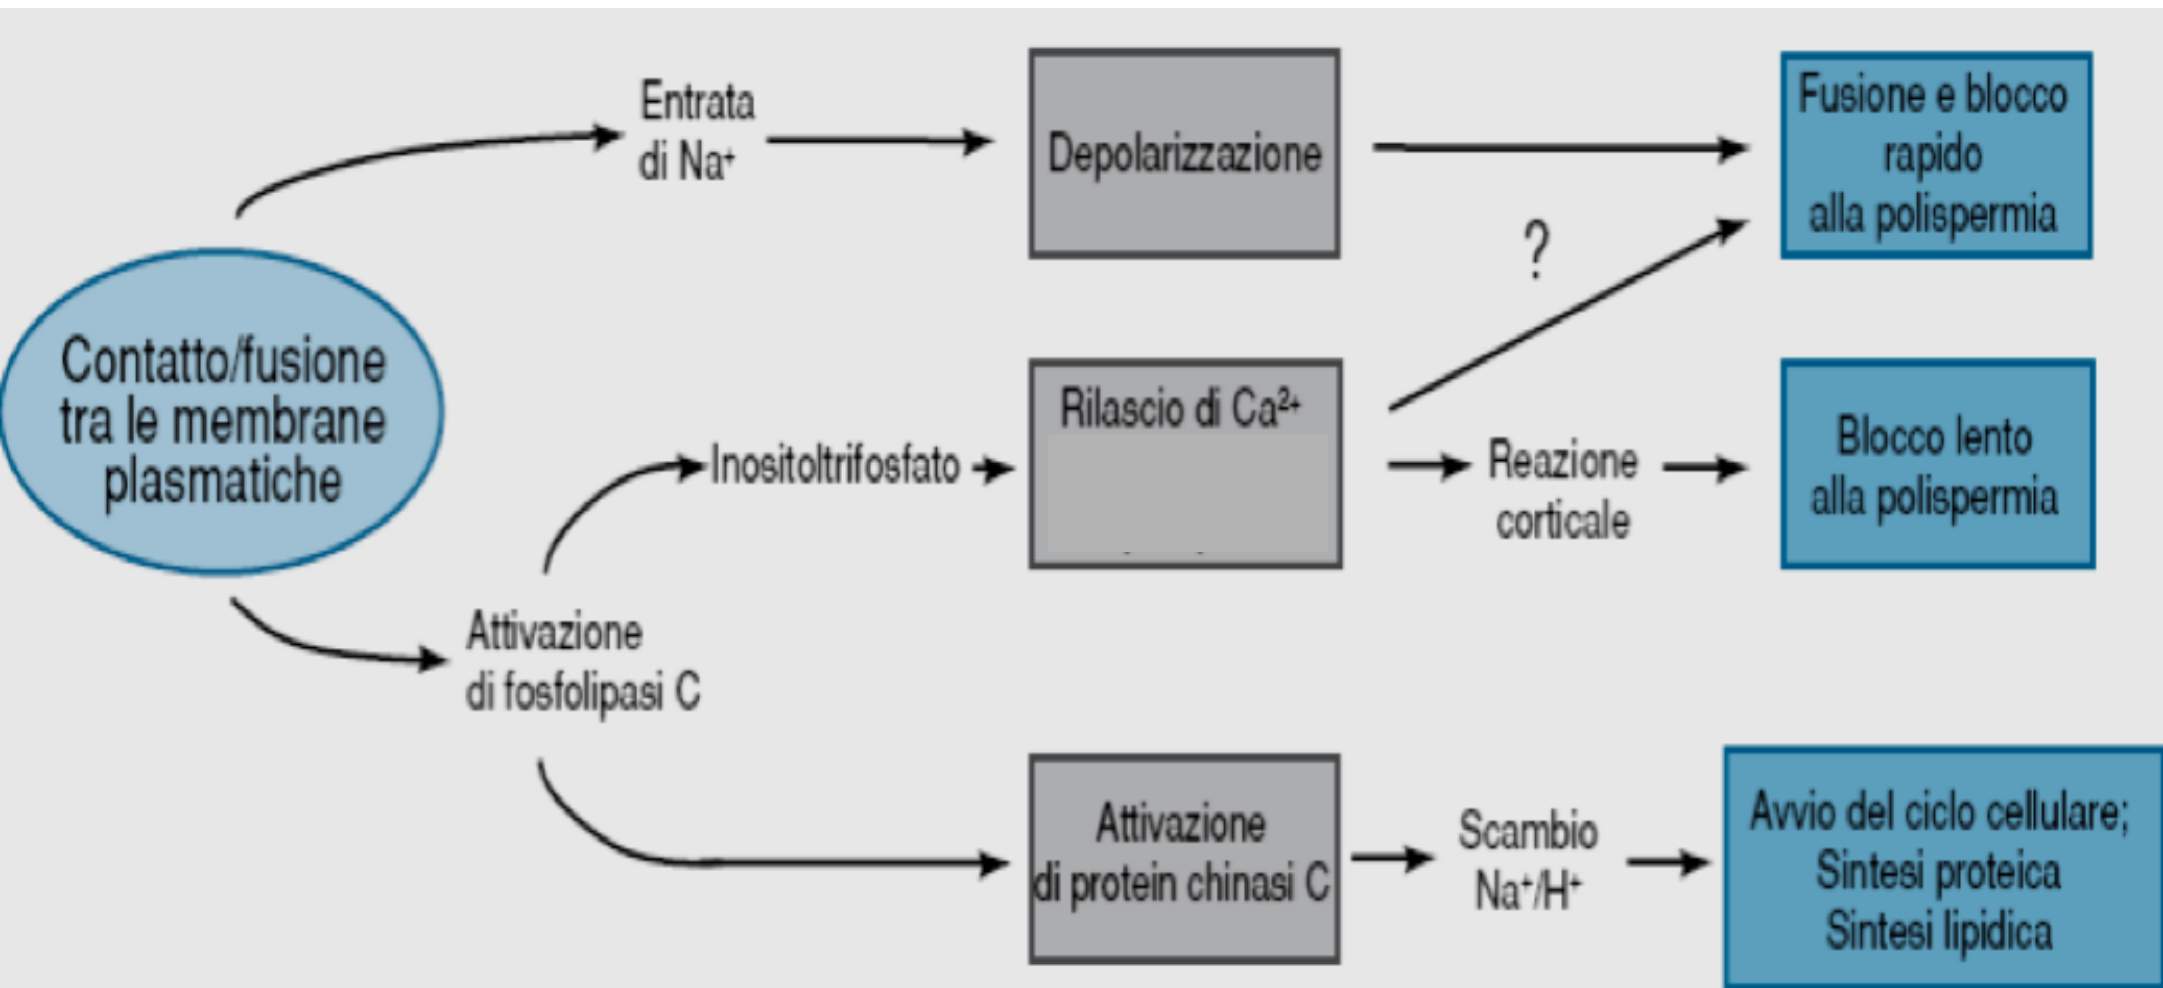 Entrata
di Na⁺
Depolarizzazione
Fusione e blocco
rapido
alla polispermia
?
Contatto/fusione
tra le membrane
plasmatiche
Inositoltrifosfato
Rilascio di Ca²⁺
Reazione
corticale
Blocco lento
alla polispermia
Attivazione
di fosfolipasi C
Attivazione
di protein chinasi C
Scambio
Na⁺/H⁺
Avvio del ciclo cellulare;
Sintesi proteica
Sintesi lipidica